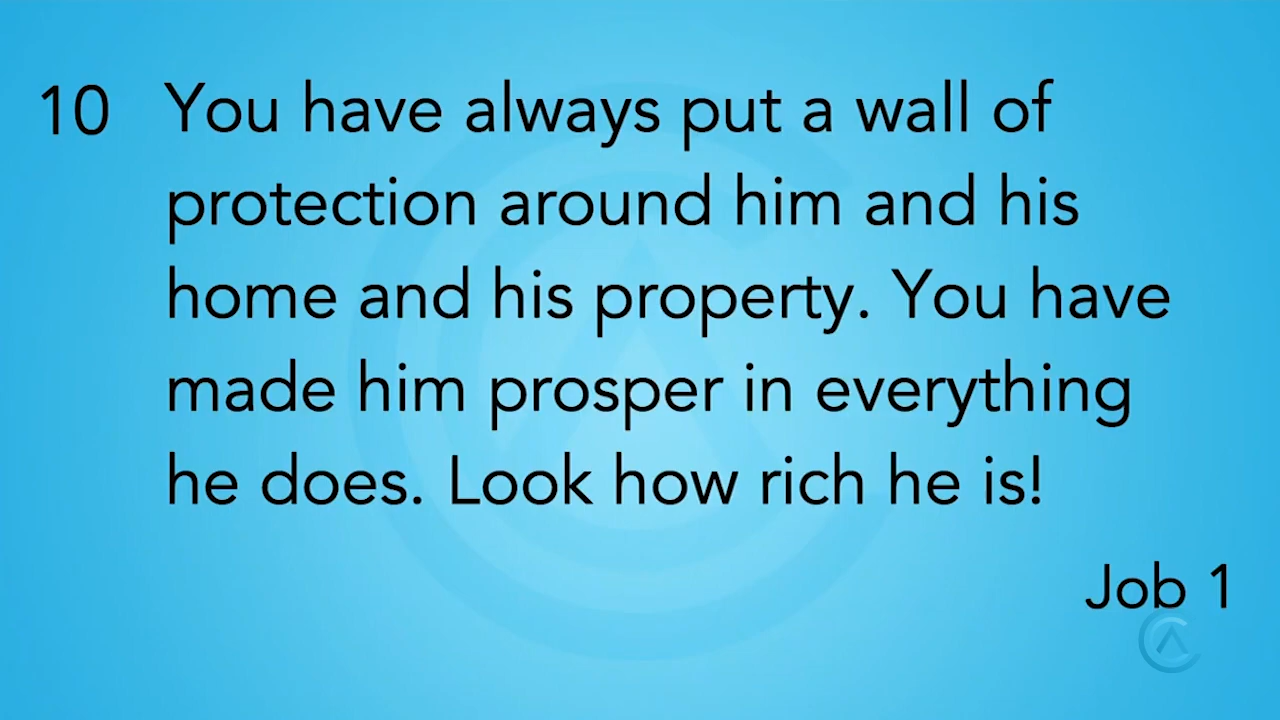 10 You have always put a wall of
protection around him and his
home and his property. You have
made him prosper in everything
he does. Look how rich he is!
Job 1